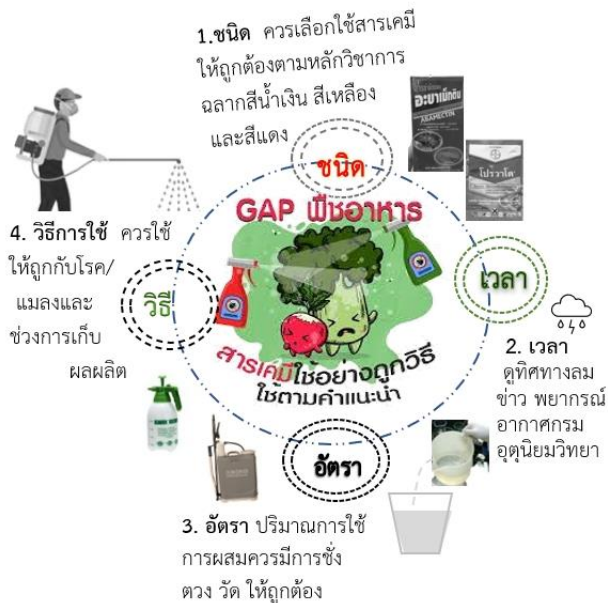 1.ชนิด ควรเลือกใช้สารเคมี
ให้ถูกต้องตามหลักวิชาการ
ฉลากสีน้ำเงิน สีเหลือง
และสีแดง
อะบาเม็กติน
ABAMECTIN
โปรวาโด
ชนิด
GAP พืชอาหาร
สารเคมีใช้อย่างถูกวิธี
ใช้ตามคำแนะนำ
เวลา
2. เวลา
ดูทิศทางลม
ข่าว พยากรณ์
อากาศกรม
อุตุนิยมวิทยา
อัตรา
3. อัตรา ปริมาณการใช้
การผสมควรมีการชั่ง
ตวง วัด ให้ถูกต้อง
วิธี
4. วิธีการใช้ ควรใช้
ให้ถูกกับโรค/
แมลงและ
ช่วงการเก็บ
ผลผลิต